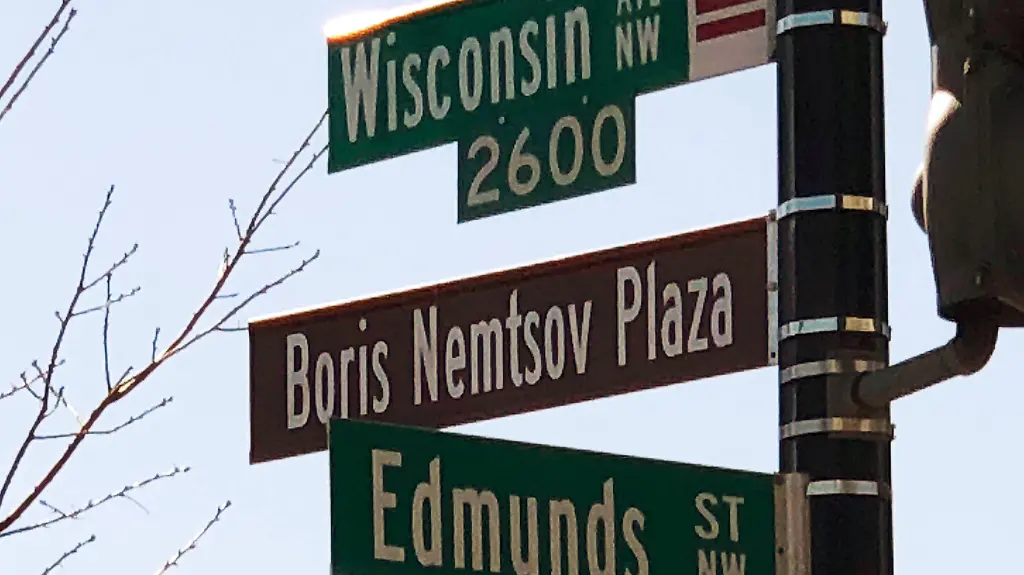 Wisconsin AVE NW
2600
Boris Nemtsov Plaza
Edmunds ST NW